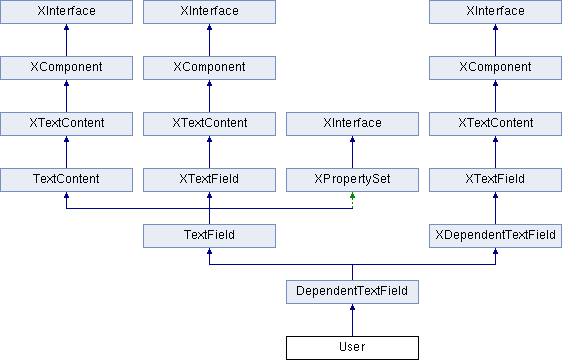 XInterface XInterface XInterface
XComponent XComponent XComponent
XTextContent XTextContent XInterface XTextContent
TextContent XTextField XPropertySet XTextField
TextField XDependentTextField
DependentTextField
User